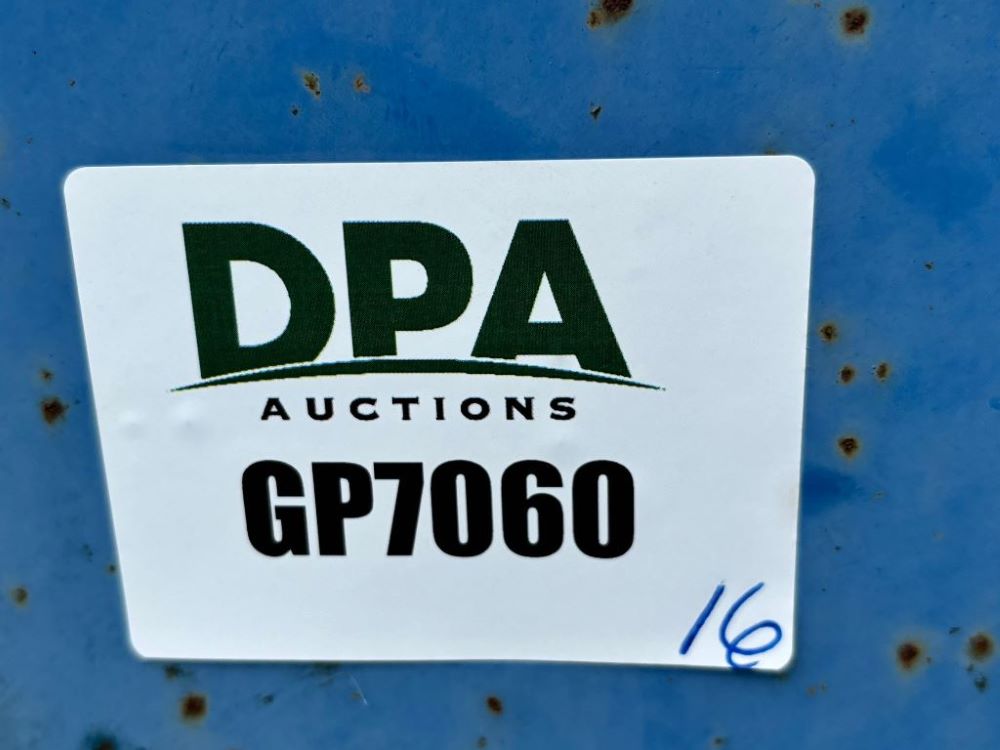 DPA
AUCTIONS
GP7060
16